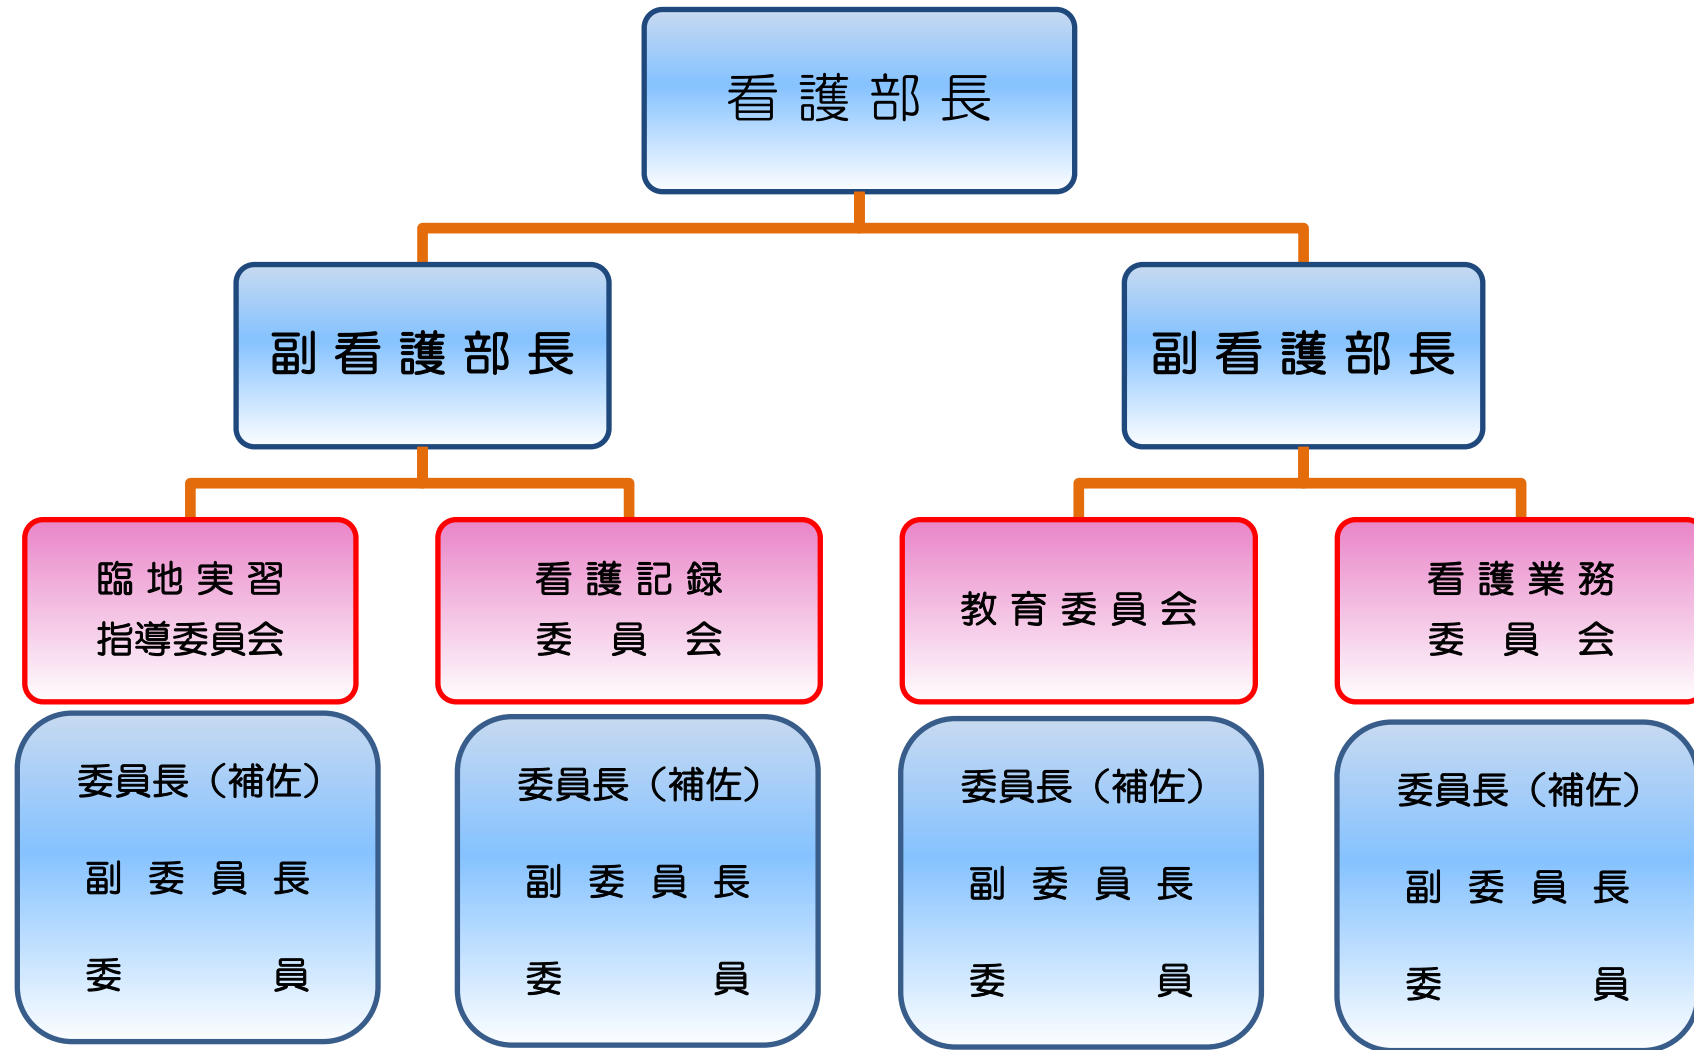 看護部長
副看護部長
副看護部長
臨地実習
指導委員会
看護記録
委員会
教育委員会
看護業務
委員会
委員長（補佐）
副委員長
委員
委員長（補佐）
副委員長
委員
委員長（補佐）
副委員長
委員
委員長（補佐）
副委員長
委員